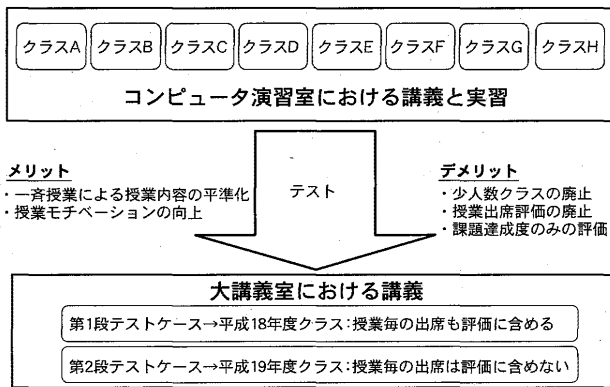 クラスA クラスB クラスC クラスD クラスE クラスF クラスG クラスH
コンピュータ演習室における講義と実習
メリット
・一斉授業による授業内容の平準化
・授業モチベーションの向上
テスト
デメリット
・少人数クラスの廃止
・授業出席評価の廃止
・課題達成度のみの評価
大講義室における講義
第1段テストケース→平成18年度クラス：授業毎の出席も評価に含める
第2段テストケース→平成19年度クラス：授業毎の出席は評価に含めない